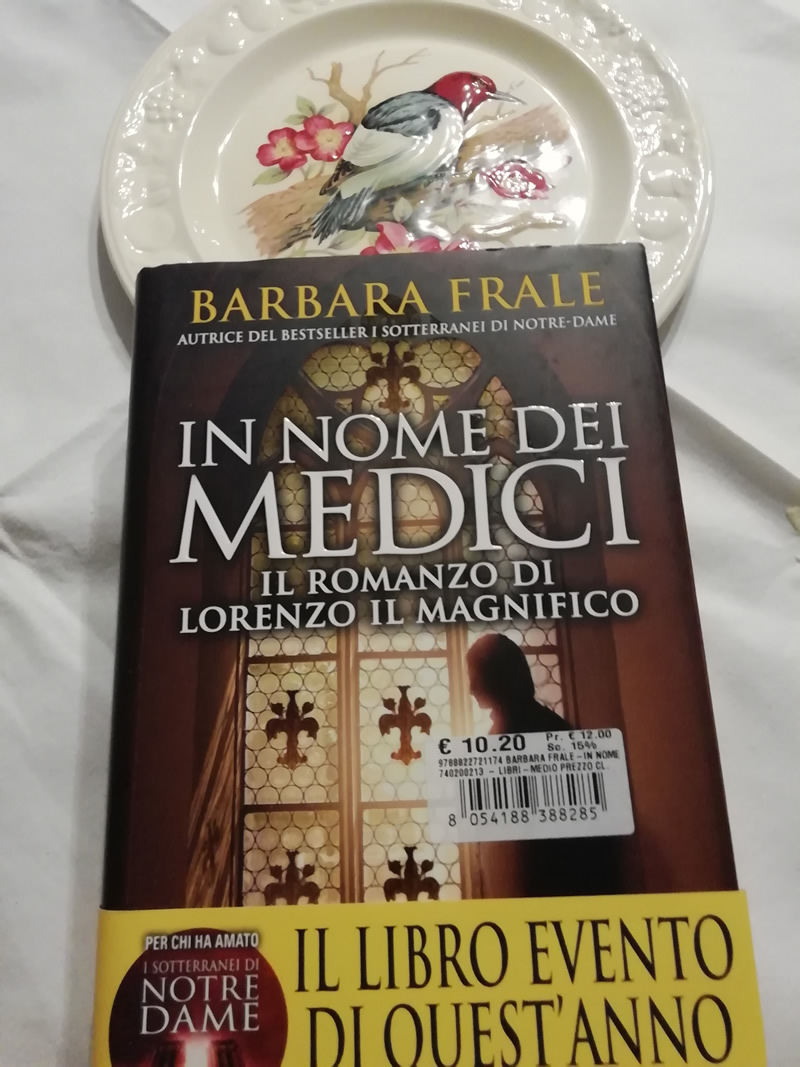 BARBARA FRALE
AUTRICE DEL BESTSELLER I SOTTERRANEI DI NOTRE-DAME
IN NOME DEI
MEDICI
IL ROMANZO DI
LORENZO IL MAGNIFICO
€ 10.20 Pr. € 12.00
Sc. 15%
9788822721174 BARBARA FRALE - IN NOME
740200213 - LIBRI - MEDIO PREZZO CL.
8 054188 388285
PER CHI HA AMATO
I SOTTERRANEI DI
NOTRE
DAME
IL LIBRO EVENTO
DI QUEST'ANNO